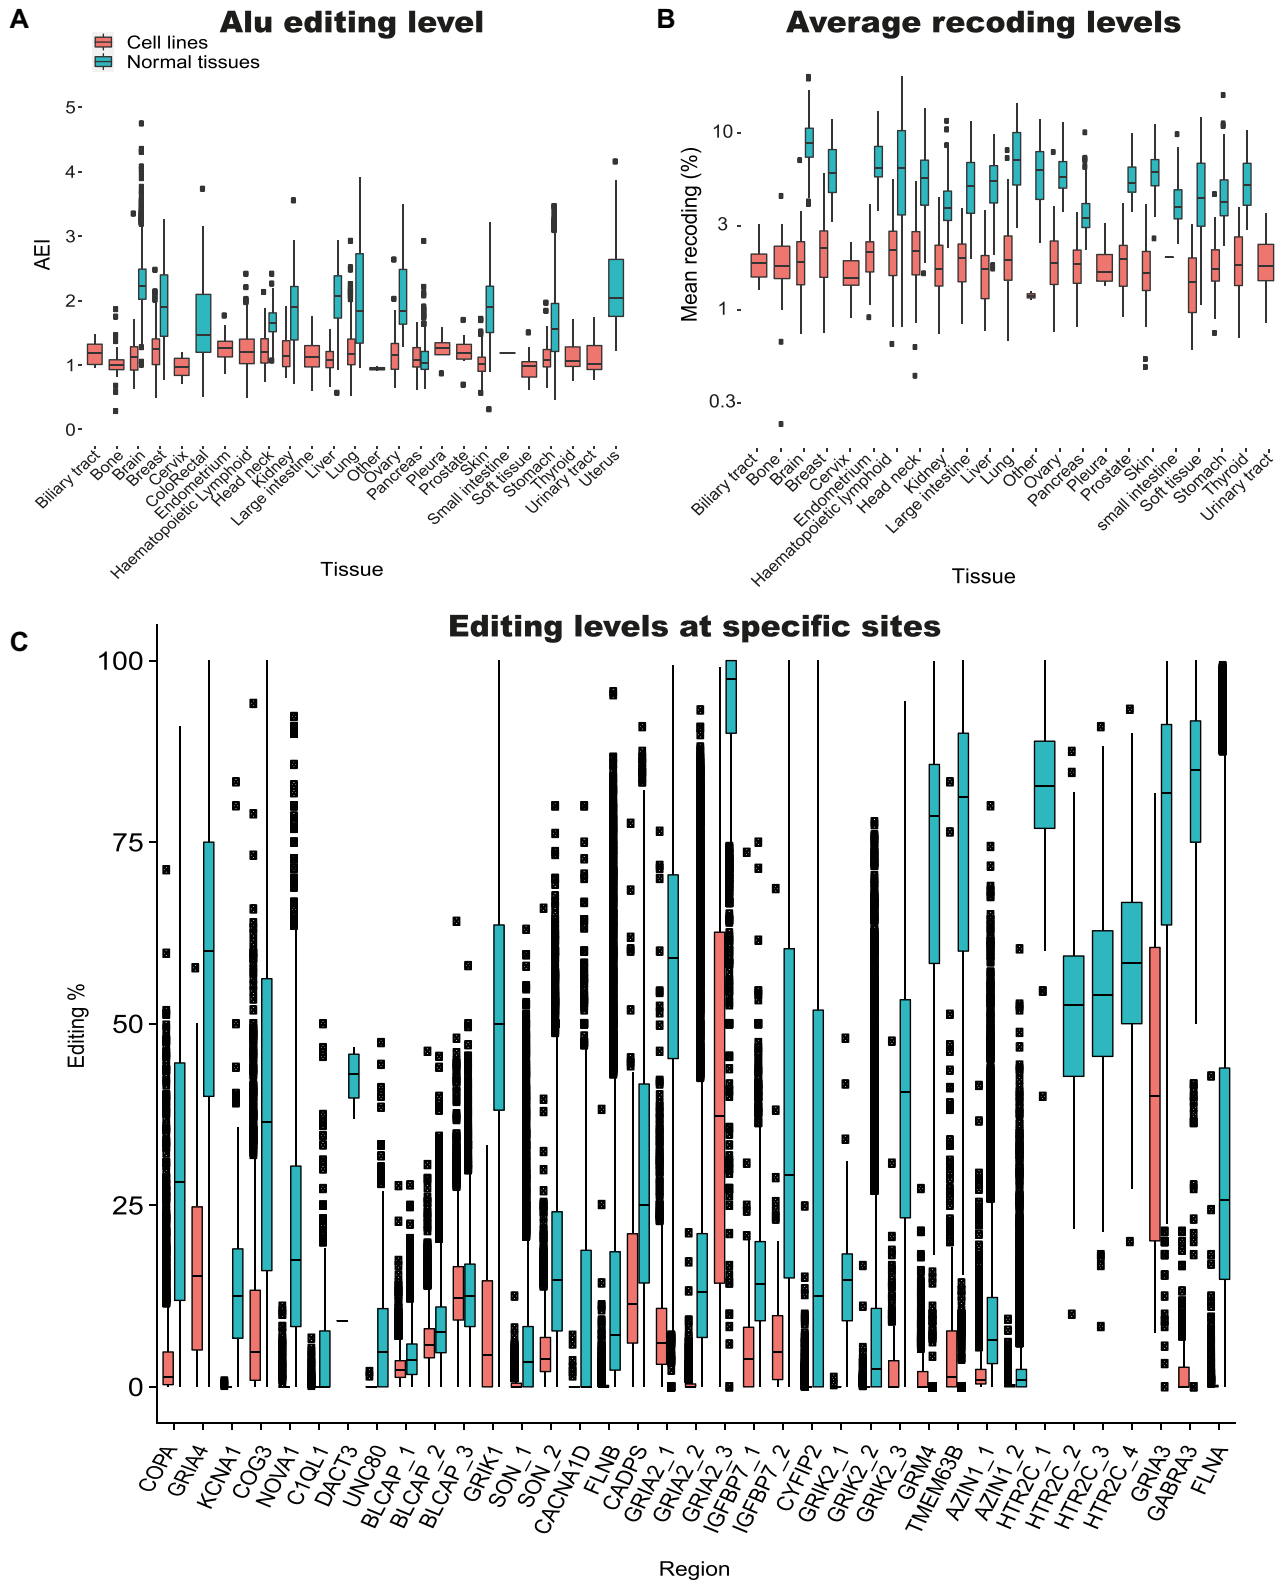 A
Alu editing level
Cell lines
Normal tissues
AEI
5
4
3
2
1
0
Biliary tract
Bone
Brain
Breast
Cervix
ColoRectal
Endometrium
Haematopoietic Lymphoid
Head neck
Kidney
Large intestine
Liver
Lung
Other
Ovary
Pancreas
Pleura
Prostate
Skin
Small intestine
Soft tissue
Stomach
Thyroid
Urinary tract
Uterus
Tissue
B
Average recoding levels
Mean recoding (%)
10
3
1
0.3
Biliary tract
Bone
Brain
Breast
Cervix
Endometrium
Haematopoietic lymphoid
Head neck
Kidney
Large intestine
Liver
Lung
Other
Ovary
Pancreas
Pleura
Prostate
Skin
small intestine
Soft tissue
Stomach
Thyroid
Urinary tract
Tissue
C
Editing levels at specific sites
Editing %
100
75
50
25
0
COPA
GRIA4
KCNA1
COG3
NOVA1
C1QL1
DACT3
UNC80
BLCAP_1
BLCAP_2
BLCAP_3
GRIK1
SON_1
SON_2
CACNA1D
FLNB
CADPS
GRIA2_1
GRIA2_2
GRIA2_3
IGFBP7_1
IGFBP7_2
CYFIP2
GRIK2_1
GRIK2_2
GRIK2_3
GRM4
TMEM63B
AZIN1_1
AZIN1_2
HTR2C_1
HTR2C_2
HTR2C_3
HTR2C_4
GRIA3
GABRA3
FLNA
Region